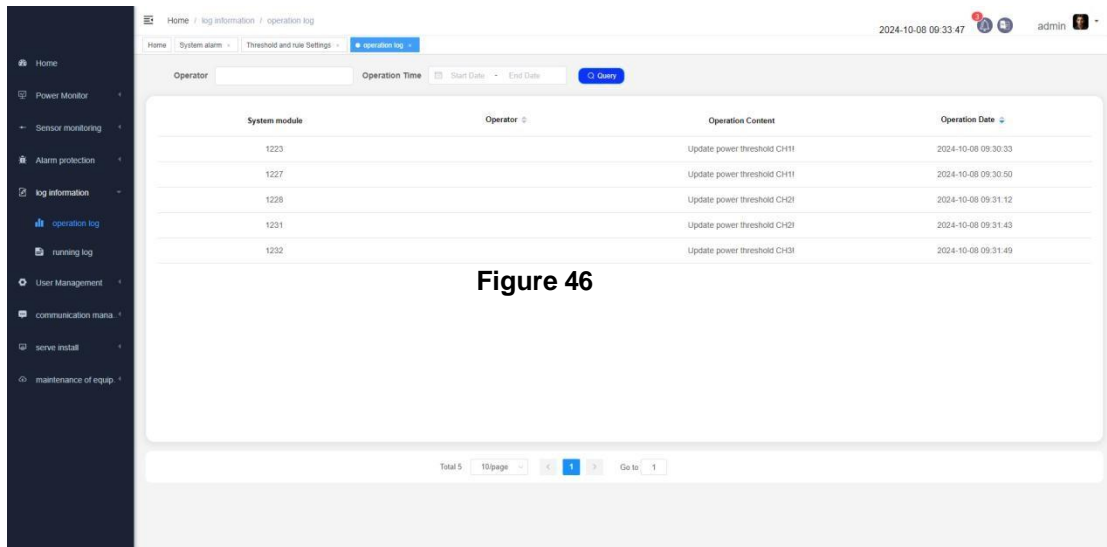 Home / log information / operation log
2024-10-08 09:33:47 3 admin
Home System alarm × Threshold and rule Settings × operation log ×
Home
Power Monitor
Sensor monitoring
Alarm protection
log information
operation log
running log
User Management
communication mana..
serve install
maintenance of equip.
Operator Operation Time Start Date - End Date Query
System module Operator Operation Content Operation Date
1223 Update power threshold CH1! 2024-10-08 09:30:33
1227 Update power threshold CH1! 2024-10-08 09:30:50
1228 Update power threshold CH2! 2024-10-08 09:31:12
1231 Update power threshold CH2! 2024-10-08 09:31:43
1232 Update power threshold CH3! 2024-10-08 09:31:49
Figure 46
Total 5 10/page < 1 > Go to 1